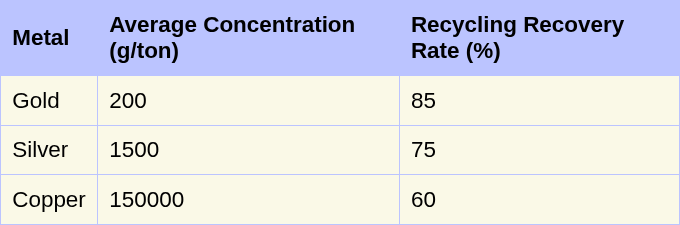 Metal
Average Concentration
(g/ton)
Recycling Recovery
Rate (%)
Gold 200 85
Silver 1500 75
Copper 150000 60